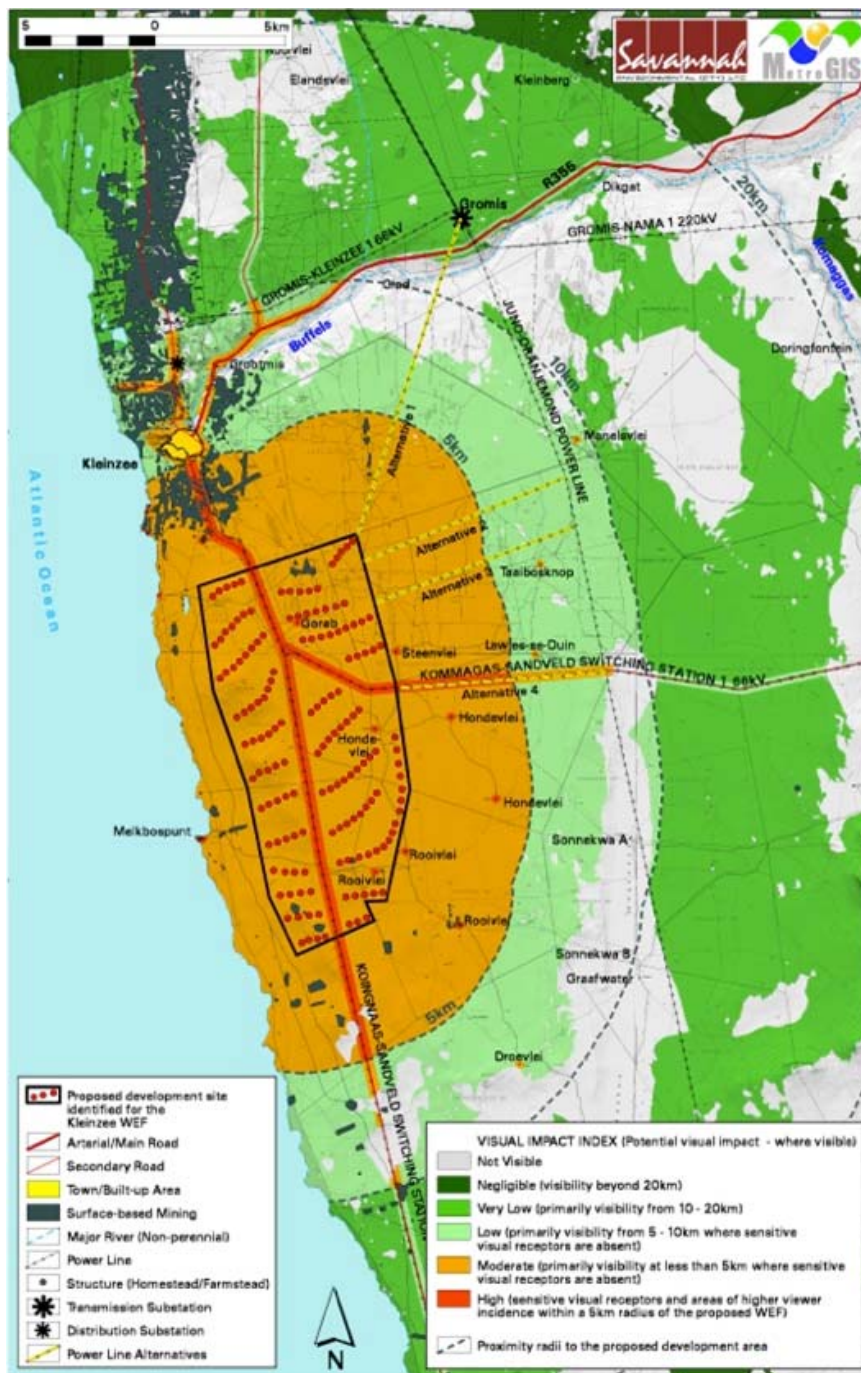 5 0 5km
Savannah
ENVIRONMENTAL (PTY) LTD
MetroGIS
Rooivlei
Elandsvlei
Kleinberg
R355
Dikgat
20km
Gromis
GROMIS-NAMA 1 220kV
GROMIS-KLEINZEE 1 66kV
Komaggas
Buffels
JUNO-ORANJEMOND POWER LINE
Doringfontein
Grobtmis
10km
Alternative 1
5km
Manelsvlei
Kleinzee
Atlantic Ocean
Alternative 2
Taaibosknop
Alternative 3
Gorab
Steenvlei
Lewies-se-Duin
KOMMAGAS-SANDVELD SWITCHING STATION 1 66kV
Alternative 4
Hondevlei
Honde-
vlei
Hondevlei
Melkbospunt
Sonnekwa A
Rooivlei
Rooivlei
Rooivlei
Sonnekwa B
Graafwater
KOINGNAAS-SANDVELD SWITCHING STATION
5km
Droevlei
Proposed development site
identified for the
Kleinzee WEF
Arterial/Main Road
Secondary Road
Town/Built-up Area
Surface-based Mining
Major River (Non-perennial)
Power Line
Structure (Homestead/Farmstead)
Transmission Substation
Distribution Substation
Power Line Alternatives
N
VISUAL IMPACT INDEX (Potential visual impact - where visible)
Not Visible
Negligible (visibility beyond 20km)
Very Low (primarily visibility from 10 - 20km)
Low (primarily visibility from 5 - 10km where sensitive
visual receptors are absent)
Moderate (primarily visibility at less than 5km where sensitive
visual receptors are absent)
High (sensitive visual receptors and areas of higher viewer
incidence within a 5km radius of the proposed WEF)
Proximity radii to the proposed development area